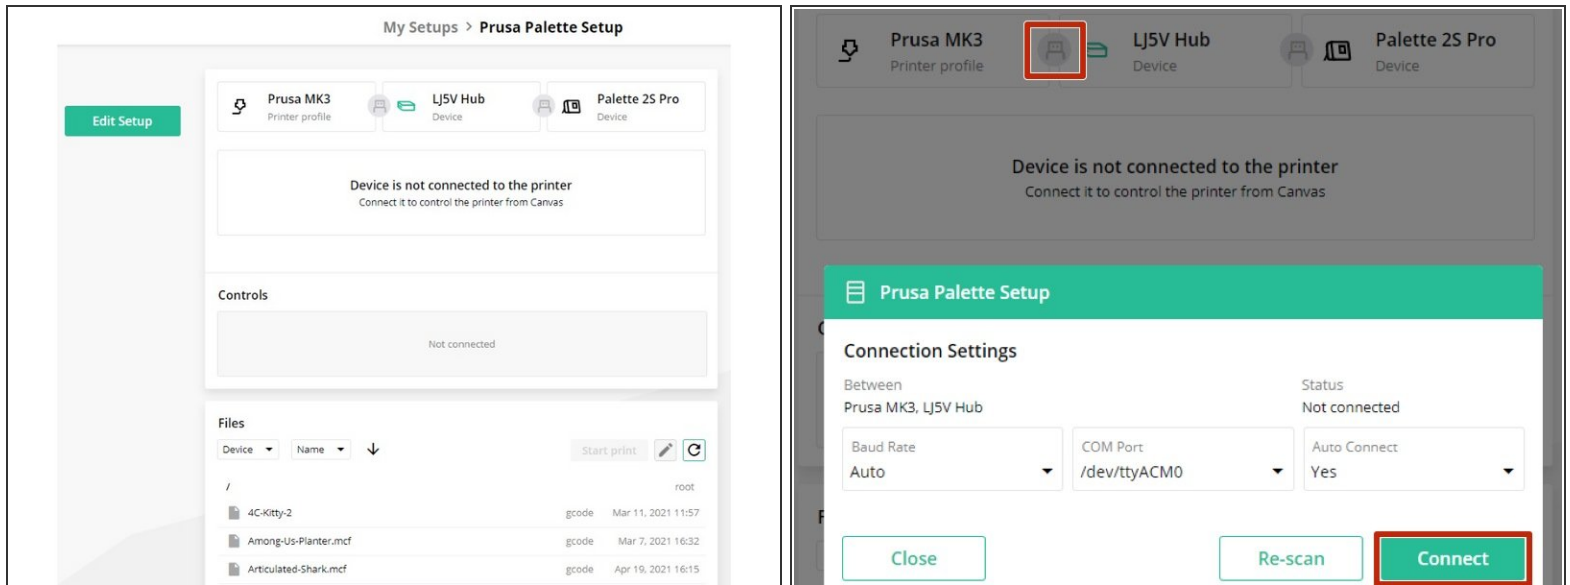 My Setups > Prusa Palette Setup
Edit Setup
Prusa MK3
Printer profile
LJ5V Hub
Device
Palette 2S Pro
Device
Device is not connected to the printer
Connect it to control the printer from Canvas
Controls
Not connected
Files
Device
Name
Start print
/
root
4C-Kitty-2
gcode
Mar 11, 2021 11:57
Among-Us-Planter.mcf
gcode
Mar 7, 2021 16:32
Articulated-Shark.mcf
gcode
Apr 19, 2021 16:15
Prusa MK3
Printer profile
LJ5V Hub
Device
Palette 2S Pro
Device
Device is not connected to the printer
Connect it to control the printer from Canvas
Prusa Palette Setup
Connection Settings
Between
Prusa MK3, LJ5V Hub
Status
Not connected
Baud Rate
Auto
COM Port
/dev/ttyACM0
Auto Connect
Yes
Close
Re-scan
Connect